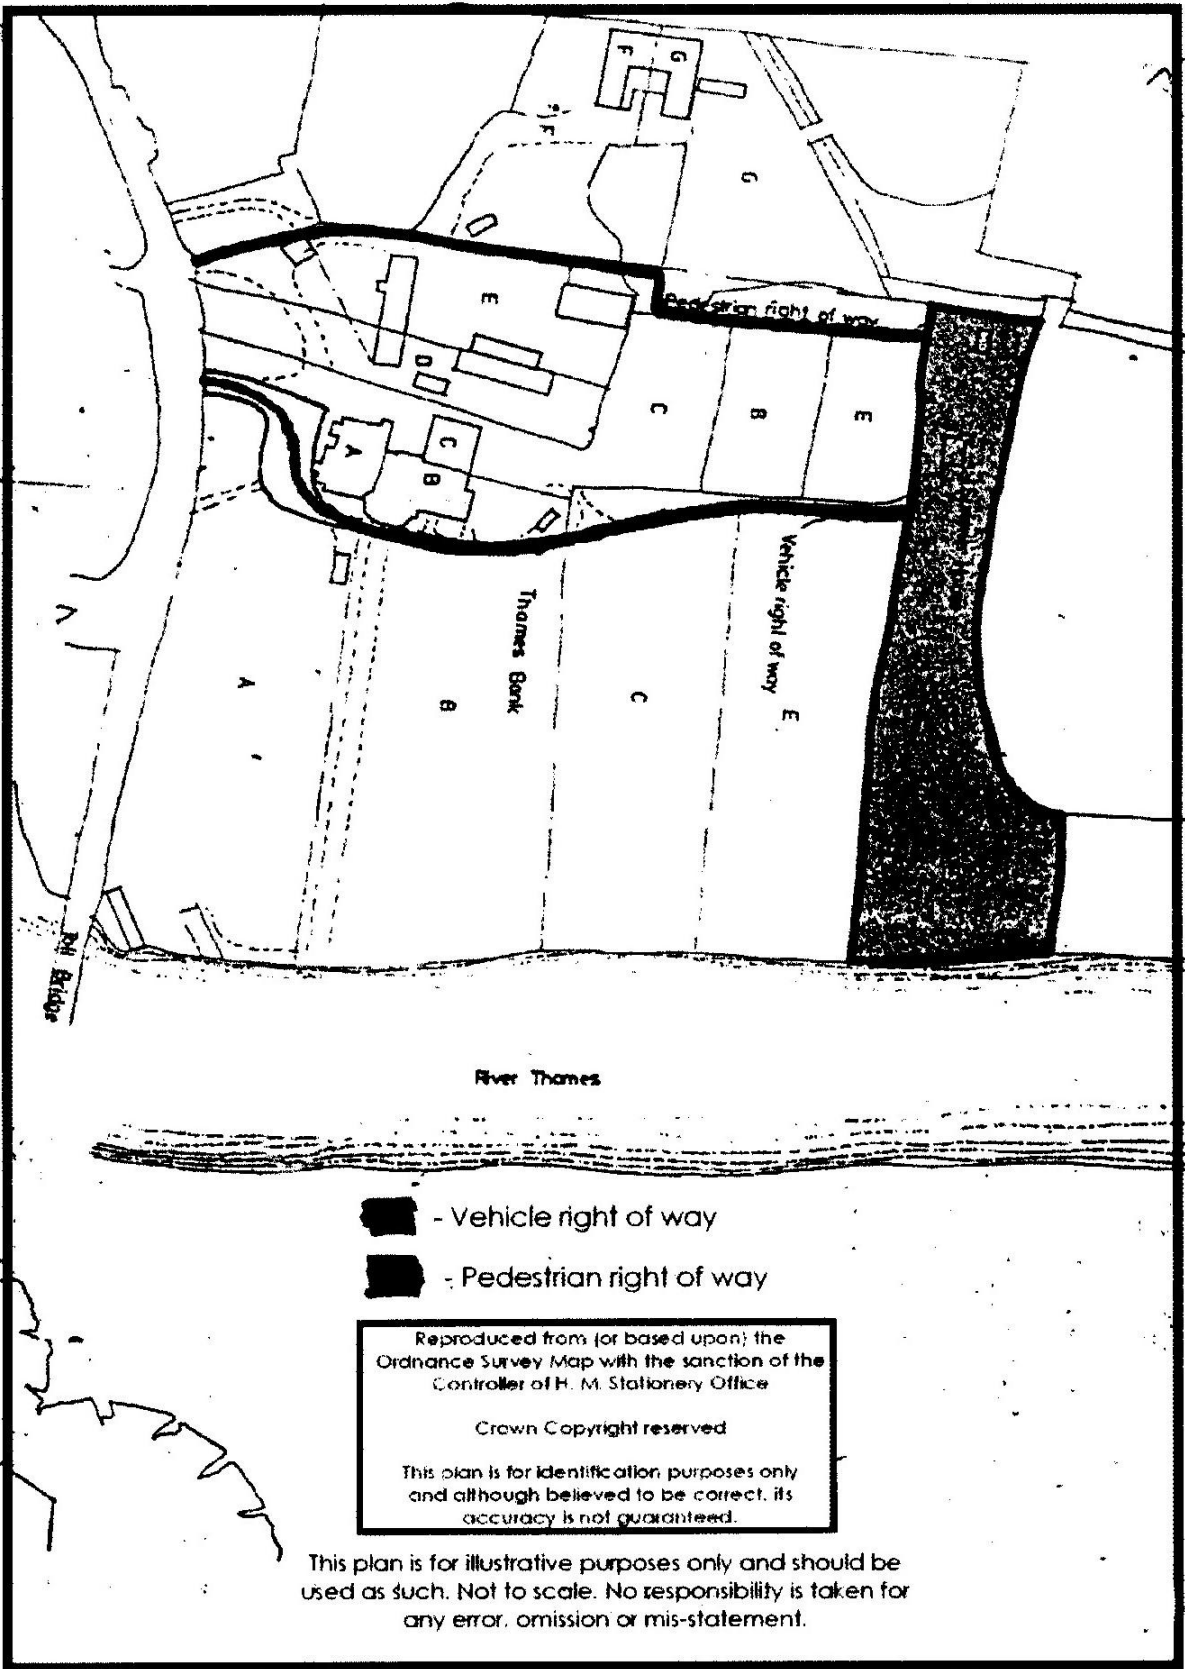 F
G
F
G
Pedestrian right of way
E
D
C
B
E
C
A
B
Vehicle right of way
Thames Bank
A
B
C
E
Toll Bridge
River Thames
- Vehicle right of way
- Pedestrian right of way
Reproduced from (or based upon) the
Ordnance Survey Map with the sanction of the
Controller of H. M. Stationery Office
Crown Copyright reserved
This plan is for identification purposes only
and although believed to be correct, its
accuracy is not guaranteed.
This plan is for illustrative purposes only and should be
used as such. Not to scale. No responsibility is taken for
any error, omission or mis-statement.